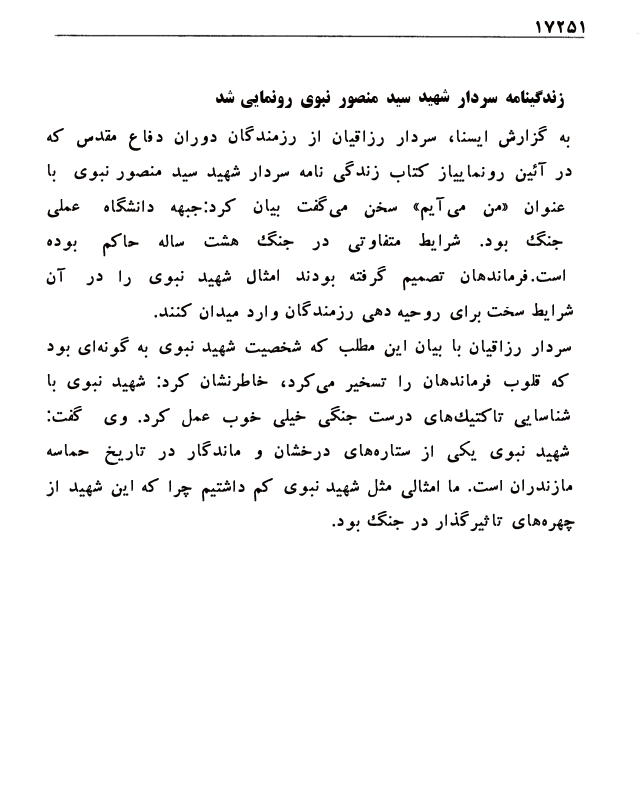 ۱۷۲۵۱
زندگینامه سردار شهید سید منصور نبوی رونمایی شد
به گزارش ایسنا، سردار رزاقیان از رزمندگان دوران دفاع مقدس که
در آئین رونماییاز کتاب زندگی نامه سردار شهید سید منصور نبوی با
عنوان «من می‌آیم» سخن می‌گفت بیان کرد:جبهه دانشگاه عملی
جنگ بود. شرایط متفاوتی در جنگ هشت ساله حاکم بوده
است.فرماندهان تصمیم گرفته بودند امثال شهید نبوی را در آن
شرایط سخت برای روحیه دهی رزمندگان وارد میدان کنند.
سردار رزاقیان با بیان این مطلب که شخصیت شهید نبوی به گونه‌ای بود
که قلوب فرماندهان را تسخیر می‌کرد، خاطرنشان کرد: شهید نبوی با
شناسایی تاکتیك‌های درست جنگی خیلی خوب عمل کرد. وی گفت:
شهید نبوی یکی از ستاره‌های درخشان و ماندگار در تاریخ حماسه
مازندران است. ما امثالی مثل شهید نبوی کم داشتیم چرا که این شهید از
چهره‌های تاثیرگذار در جنگ بود.